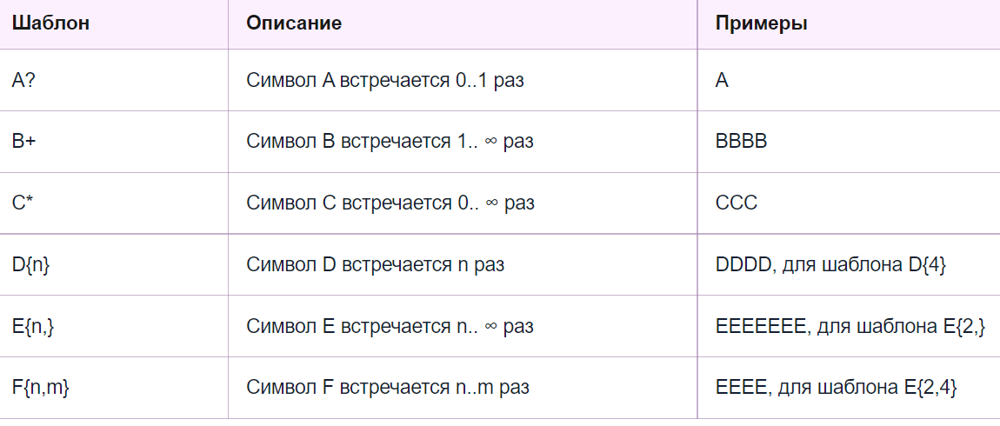 Шаблон Описание Примеры
A? Символ A встречается 0..1 раз A
B+ Символ B встречается 1.. ∞ раз BBBB
C* Символ C встречается 0.. ∞ раз CCC
D{n} Символ D встречается n раз DDDD, для шаблона D{4}
E{n,} Символ E встречается n.. ∞ раз EEEEEEE, для шаблона E{2,}
F{n,m} Символ F встречается n..m раз EEEE, для шаблона E{2,4}